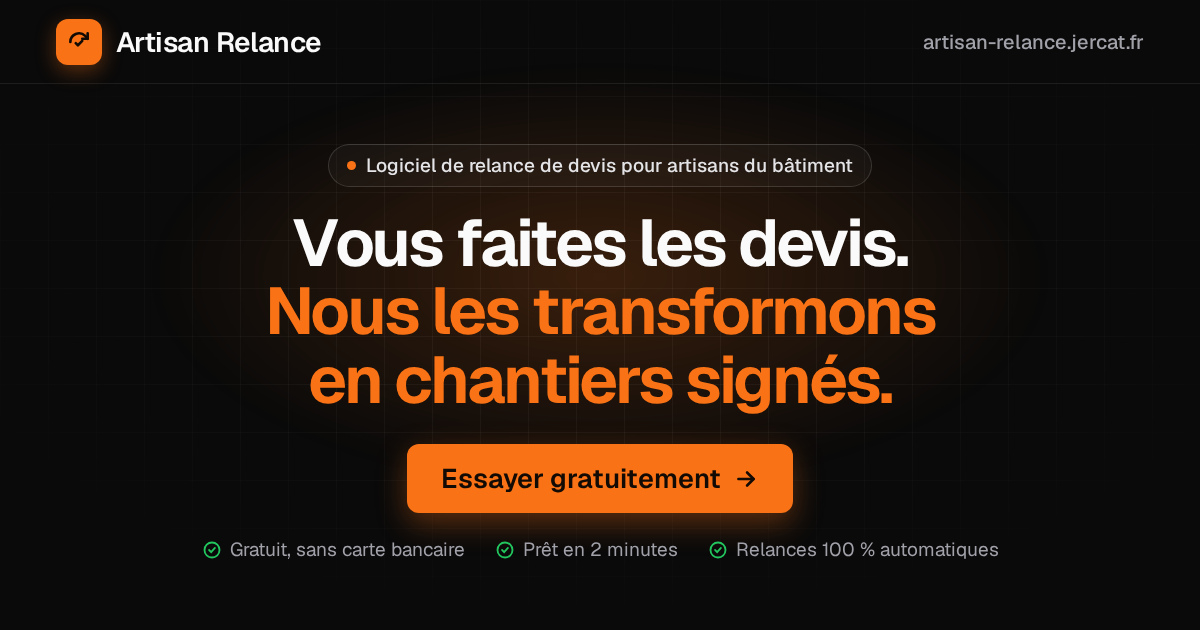 Artisan Relance
artisan-relance.jercat.fr
Logiciel de relance de devis pour artisans du bâtiment
Vous faites les devis.
Nous les transformons
en chantiers signés.
Essayer gratuitement →
Gratuit, sans carte bancaire
Prêt en 2 minutes
Relances 100 % automatiques